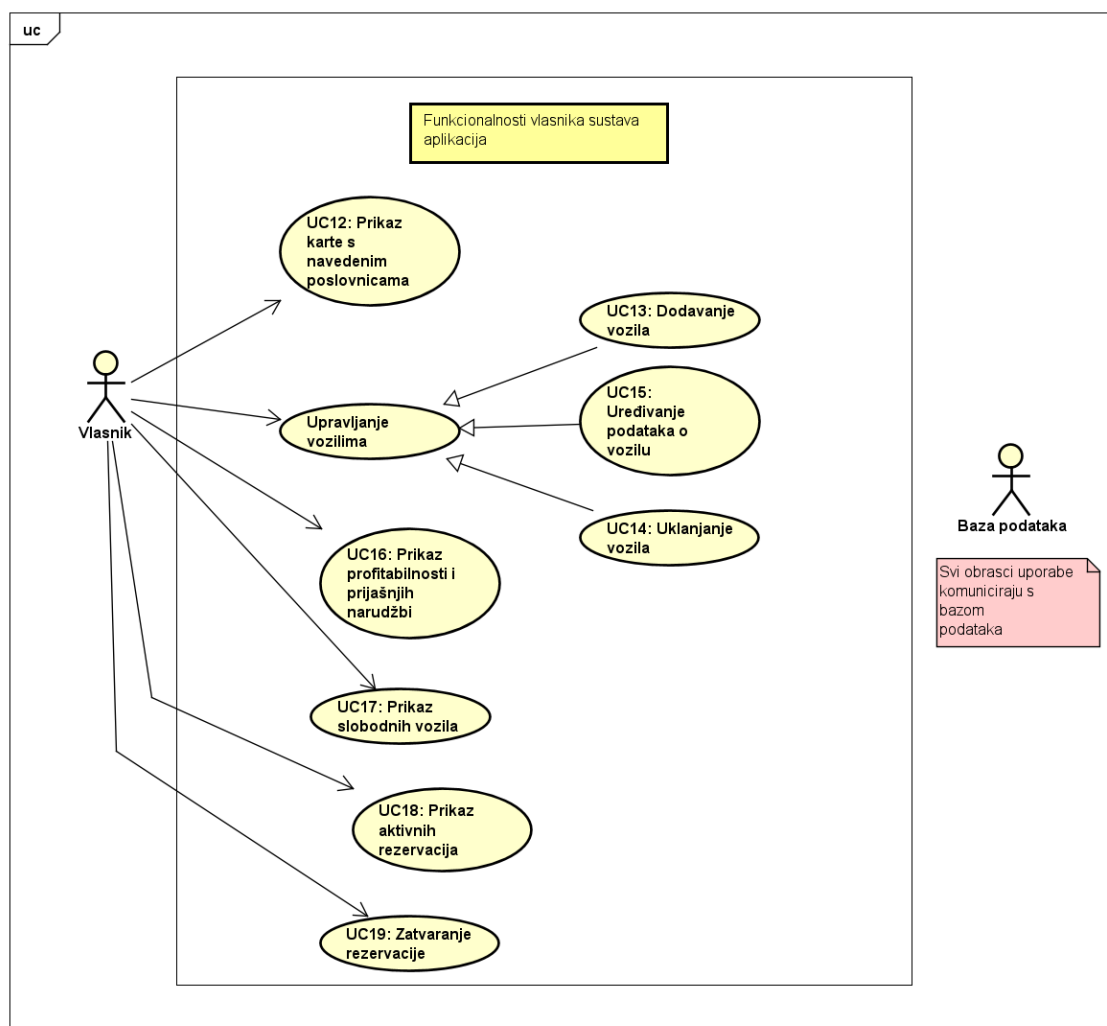 uc
Funkcionalnosti vlasnika sustava
aplikacija
UC12: Prikaz
karte s
navedenim
poslovnicama
UC13: Dodavanje
vozila
UC15:
Uređivanje
podataka o
vozilu
Vlasnik
Upravljanje
vozilima
UC14: Uklanjanje
vozila
Baza podataka
Svi obrasci uporabe
komuniciraju s
bazom
podataka
UC16: Prikaz
profitabilnosti i
prijašnjih
narudžbi
UC17: Prikaz
slobodnih vozila
UC18: Prikaz
aktivnih
rezervacija
UC19: Zatvaranje
rezervacije